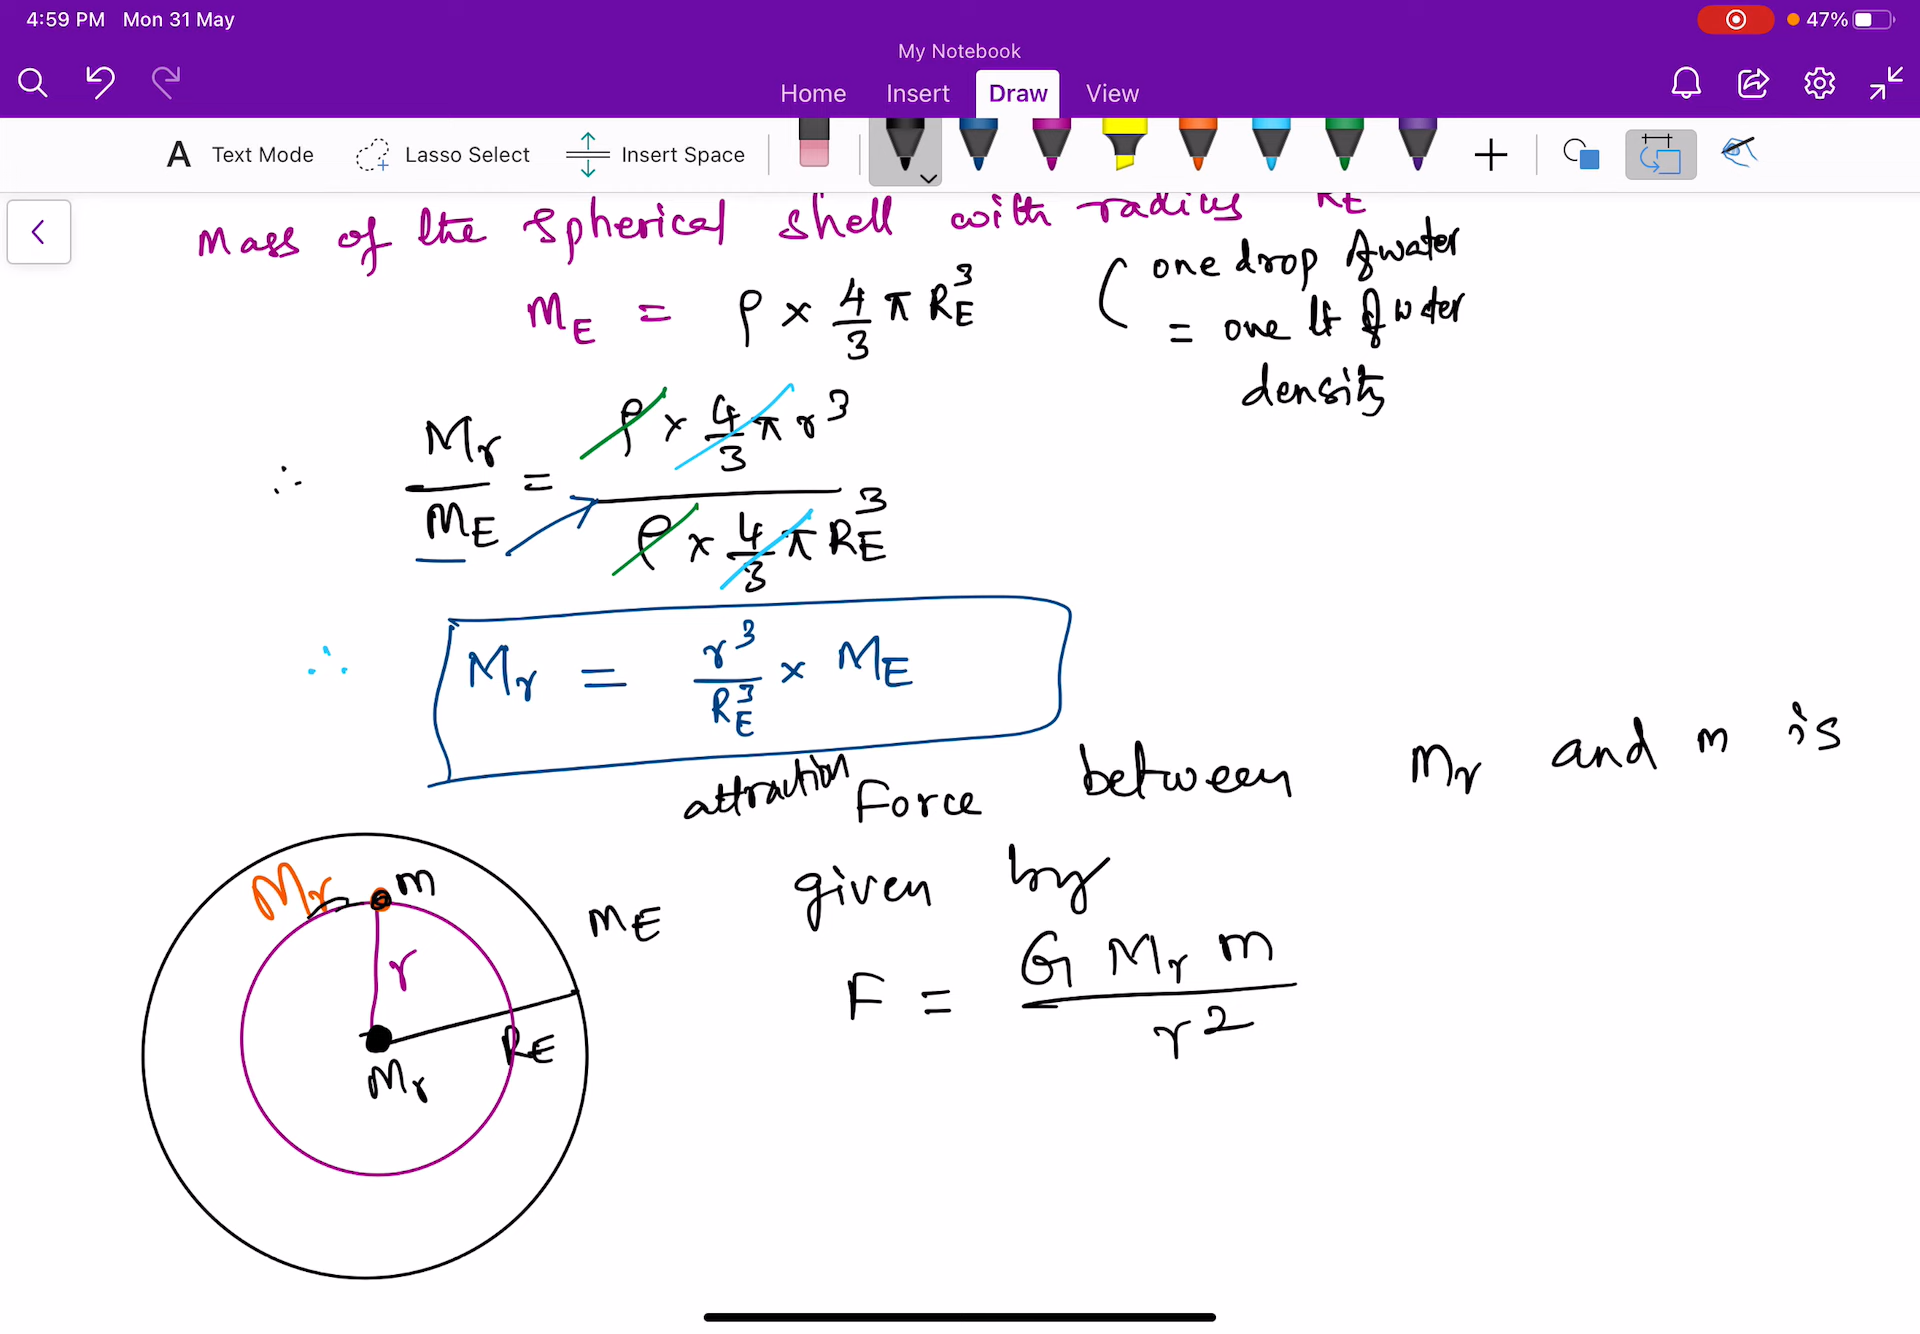 4:59 PM Mon 31 May
47%
My Notebook
Home Insert Draw View
A Text Mode Lasso Select Insert Space
Mass of the Spherical shell with radius RE
ME = ρ × 4/3 π RE³
( one drop of water
= one lt of water
density
∴ Mr/ME = ρ × 4/3 π r³ / ρ × 4/3 π RE³
∴ Mr = r³/RE³ × ME
attraction Force between Mr and m is
given by
F = G Mr m / r²
Mr m
ME
r
RE
Mr